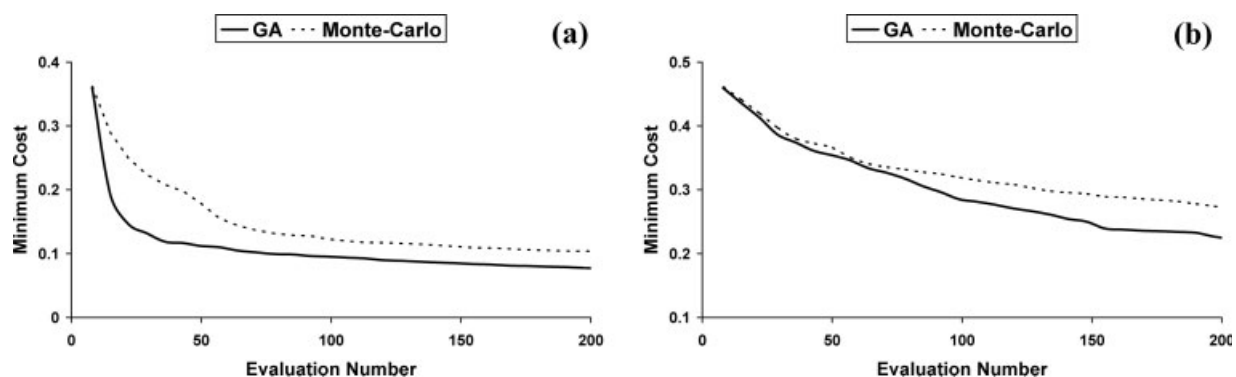 GA Monte-Carlo (a)
0.4
0.3
0.2
0.1
0
Minimum Cost
0 50 100 150 200
Evaluation Number
GA Monte-Carlo (b)
0.5
0.4
0.3
0.2
0.1
Minimum Cost
0 50 100 150 200
Evaluation Number